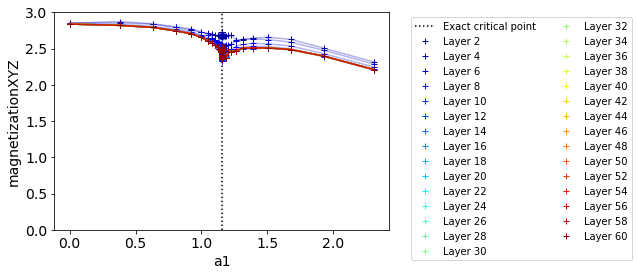 3.0
2.5
2.0
1.5
1.0
0.5
0.0
magnetizationXYZ
0.0 0.5 1.0 1.5 2.0
a1
Exact critical point
Layer 2
Layer 4
Layer 6
Layer 8
Layer 10
Layer 12
Layer 14
Layer 16
Layer 18
Layer 20
Layer 22
Layer 24
Layer 26
Layer 28
Layer 30
Layer 32
Layer 34
Layer 36
Layer 38
Layer 40
Layer 42
Layer 44
Layer 46
Layer 48
Layer 50
Layer 52
Layer 54
Layer 56
Layer 58
Layer 60